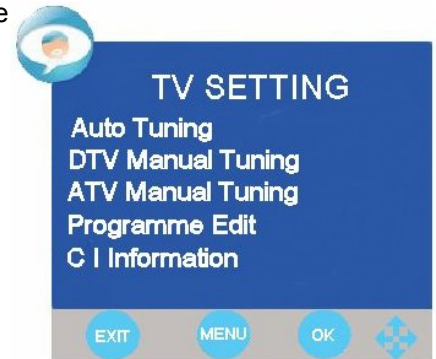 e
TV SETTING
Auto Tuning
DTV Manual Tuning
ATV Manual Tuning
Programme Edit
C I Information
EXIT MENU OK